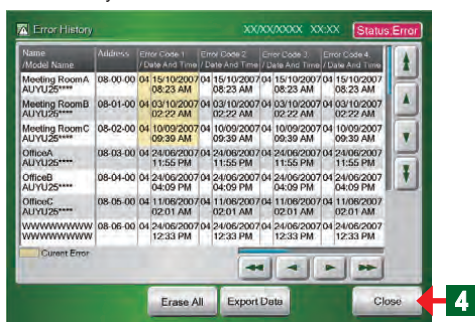 Error History XX/XX/XXXX XX:XX Status:Error
Name Address Error Code 1 Error Code 2 Error Code 3 Error Code 4
/Model Name / Date And Time / Date And Time / Date And Time / Date And Time
Meeting RoomA 08-00-00 04 15/10/2007 04 15/10/2007 04 15/10/2007 04 15/10/2007
AUYU25**** 08:23 AM 08:23 AM 08:23 AM 08:23 AM
Meeting RoomB 08-01-00 04 03/10/2007 04 03/10/2007 04 03/10/2007 04 03/10/2007
AUYU25**** 02:22 AM 02:22 AM 02:22 AM 02:22 AM
Meeting RoomC 08-02-00 04 10/09/2007 04 10/09/2007 04 10/09/2007 04 10/09/2007
AUYU25**** 09:39 AM 09:39 AM 09:39 AM 09:39 AM
OfficeA 08-03-00 04 24/06/2007 04 24/06/2007 04 24/06/2007 04 24/06/2007
AUYU25**** 11:55 PM 11:55 PM 11:55 PM 11:55 PM
OfficeB 08-04-00 04 24/06/2007 04 24/06/2007 04 24/06/2007 04 24/06/2007
AUYU25**** 04:09 PM 04:09 PM 04:09 PM 04:09 PM
OfficeC 08-05-00 04 11/06/2007 04 11/06/2007 04 11/06/2007 04 11/06/2007
AUYU25**** 02:01 AM 02:01 AM 02:01 AM 02:01 AM
WWWWWWWWW 08-06-00 04 24/06/2007 04 24/06/2007 04 24/06/2007 04 24/06/2007
WWWWWWWWW 12:33 PM 12:33 PM 12:33 PM 12:33 PM
Curent Error
Erase All Export Data Close 4